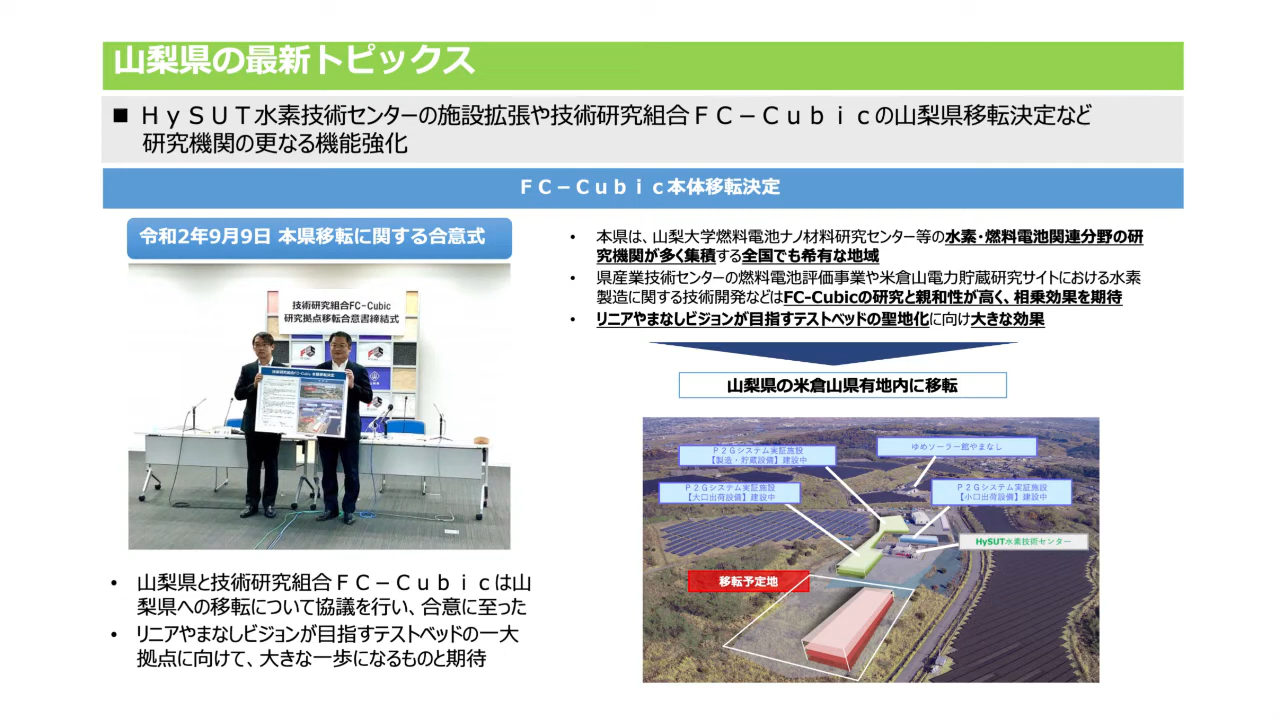 山梨県の最新トピックス
■ ＨｙＳＵＴ水素技術センターの施設拡張や技術研究組合ＦＣ－Ｃｕｂｉｃの山梨県移転決定など
研究機関の更なる機能強化
ＦＣ－Ｃｕｂｉｃ本体移転決定
令和2年9月9日 本県移転に関する合意式
技術研究組合FC-Cubic
研究拠点移転合意書締結式
技術研究組合FC-Cubic 本体移転決定
• 山梨県と技術研究組合ＦＣ－Ｃｕｂｉｃは山
梨県への移転について協議を行い、合意に至った
• リニアやまなしビジョンが目指すテストベッドの一大
拠点に向けて、大きな一歩になるものと期待
• 本県は、山梨大学燃料電池ナノ材料研究センター等の水素・燃料電池関連分野の研
究機関が多く集積する全国でも希有な地域
• 県産業技術センターの燃料電池評価事業や米倉山電力貯蔵研究サイトにおける水素
製造に関する技術開発などはFC-Cubicの研究と親和性が高く、相乗効果を期待
• リニアやまなしビジョンが目指すテストベッドの聖地化に向け大きな効果
山梨県の米倉山県有地内に移転
Ｐ２Ｇシステム実証施設
【製造・貯蔵設備】建設中
ゆめソーラー館やまなし
Ｐ２Ｇシステム実証施設
【大口出荷設備】建設中
Ｐ２Ｇシステム実証施設
【小口出荷設備】建設中
HySUT水素技術センター
移転予定地